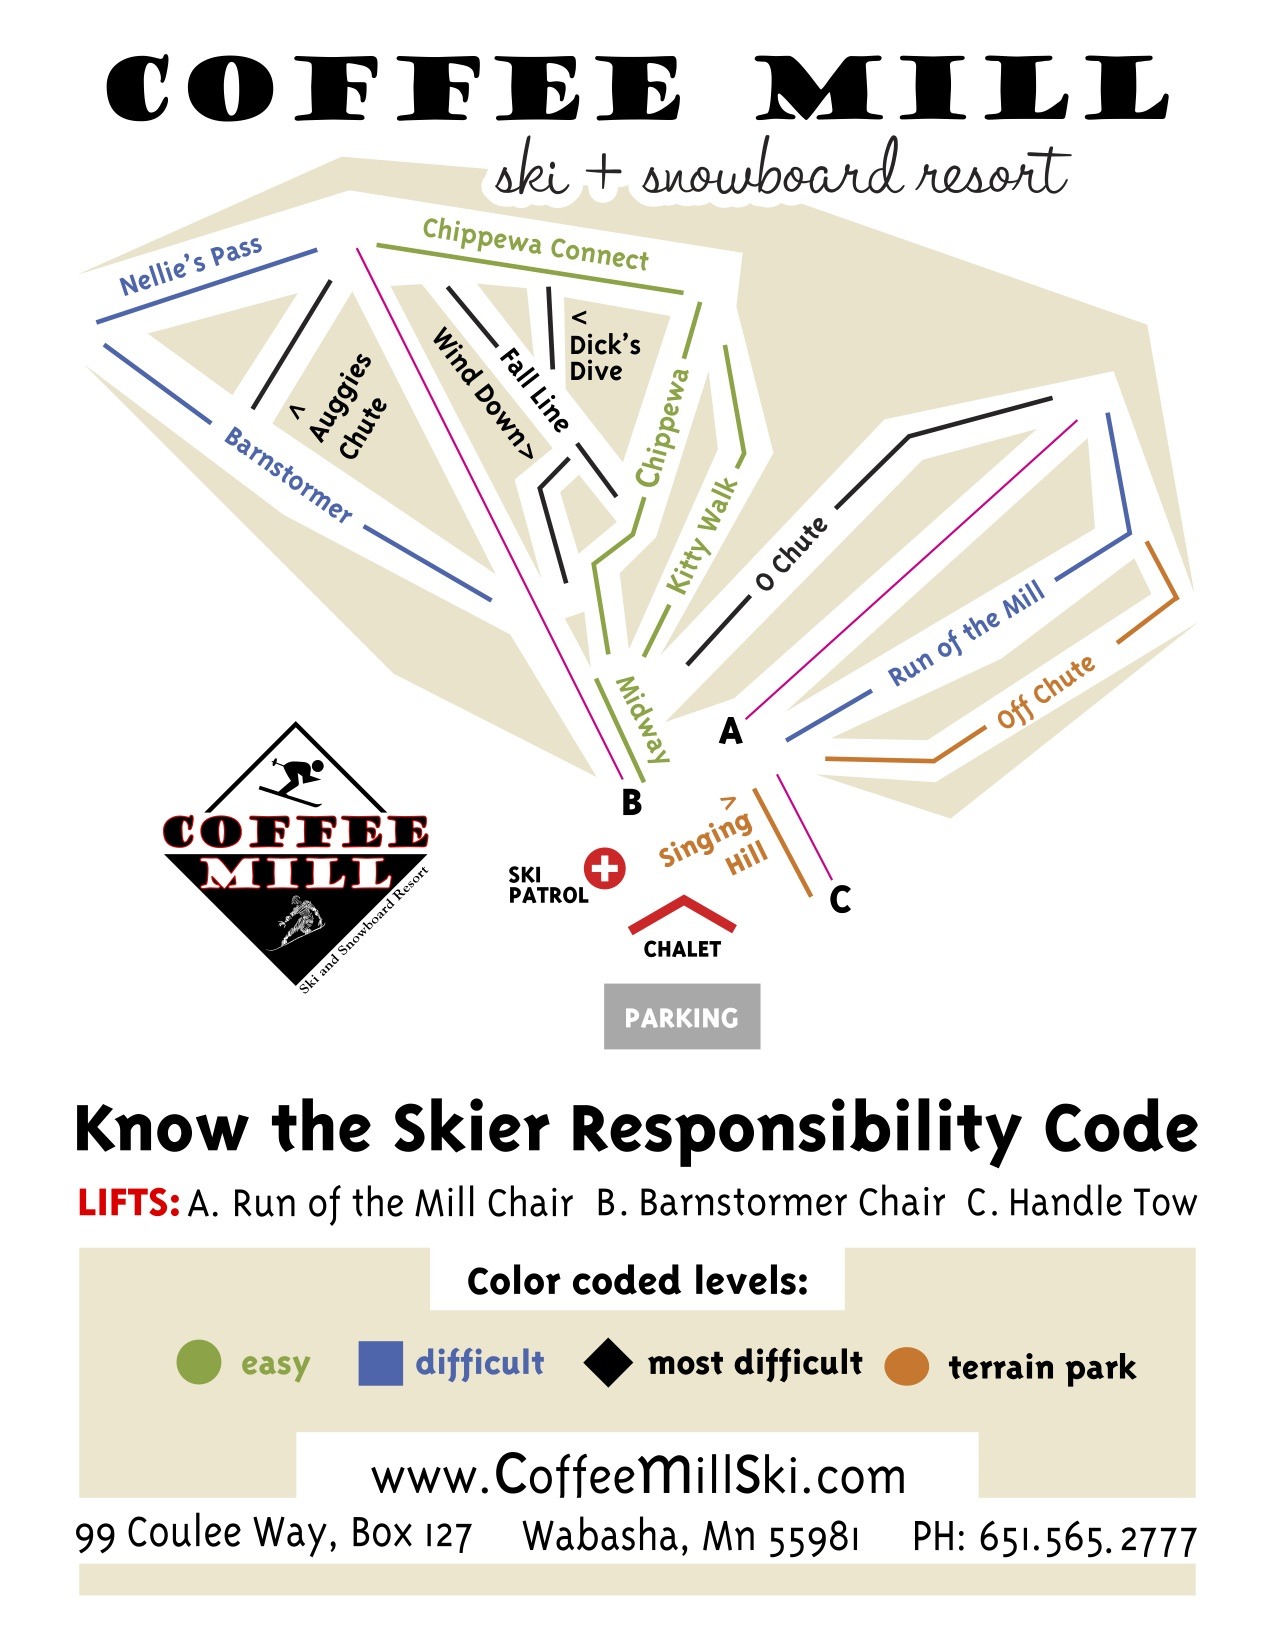 COFFEE MILL
ski + snowboard resort
Nellie's Pass
Chippewa Connect
<
Dick's
Dive
Wind Down>
Fall Line
<
Auggies
Chute
Chippewa
Barnstormer
Kitty Walk
O Chute
Run of the Mill
Off Chute
Midway
A
B
>
Singing
Hill
C
COFFEE
MILL
Ski and Snowboard Resort
SKI
PATROL
CHALET
PARKING
Know the Skier Responsibility Code
LIFTS: A. Run of the Mill Chair B. Barnstormer Chair C. Handle Tow
Color coded levels:
easy difficult most difficult terrain park
www.CoffeemillSki.com
99 Coulee Way, Box 127 Wabasha, Mn 55981 PH: 651.565.2777